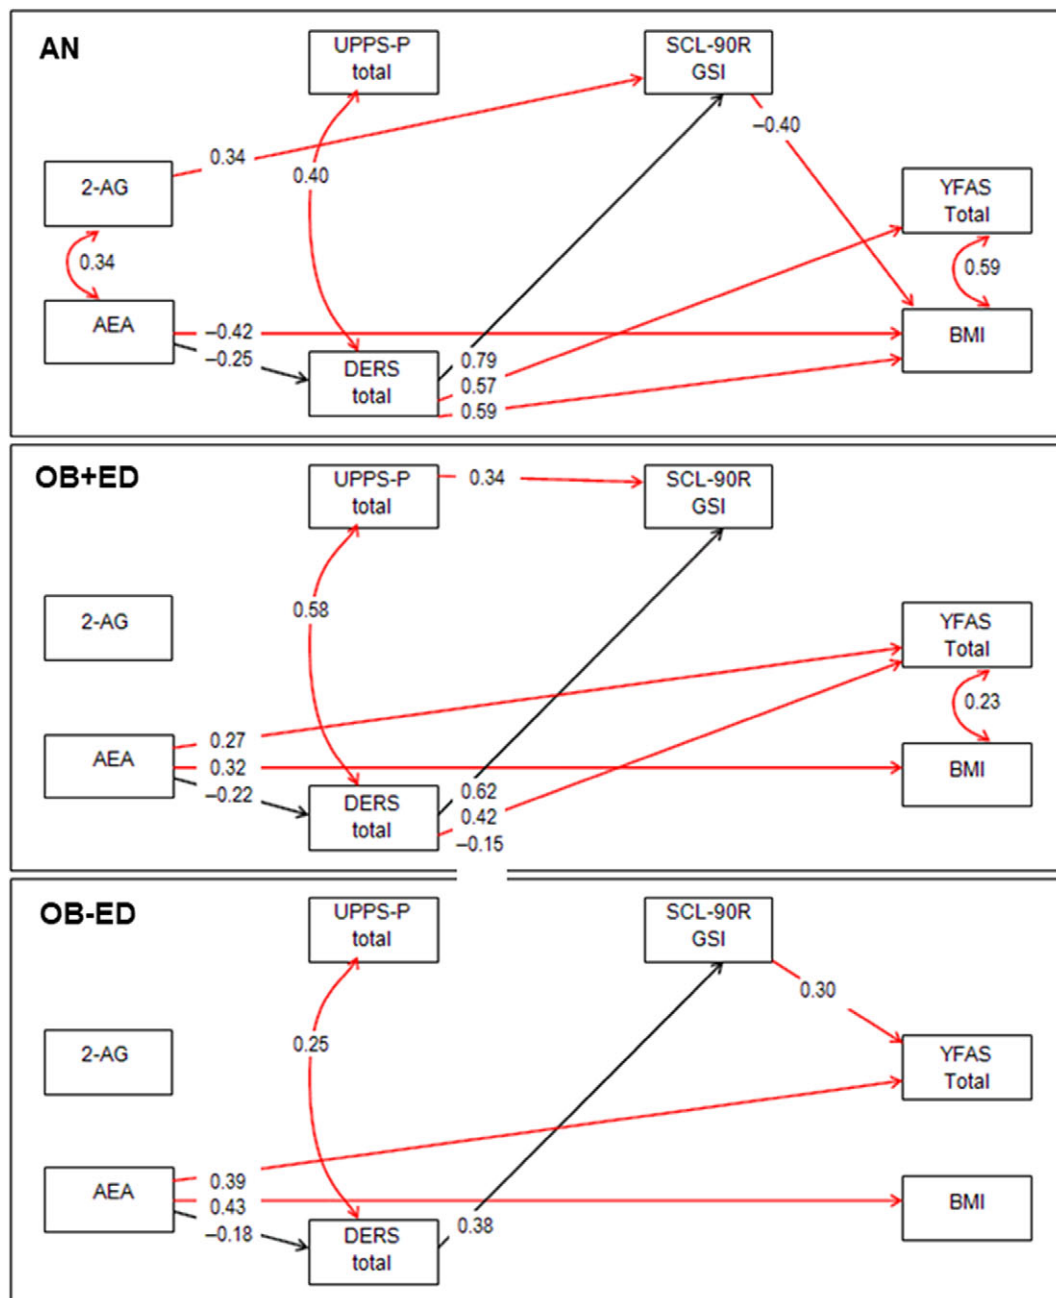 AN
UPPS-P
total
SCL-90R
GSI
–0.40
0.34
0.40
2-AG
YFAS
Total
0.34
0.59
AEA
–0.42
–0.25
BMI
DERS
total
0.79
0.57
0.59
OB+ED
UPPS-P
total
0.34
SCL-90R
GSI
0.58
2-AG
YFAS
Total
0.23
AEA
0.27
0.32
–0.22
BMI
DERS
total
0.62
0.42
–0.15
OB-ED
UPPS-P
total
SCL-90R
GSI
0.30
0.25
2-AG
YFAS
Total
AEA
0.39
0.43
–0.18
BMI
DERS
total
0.38